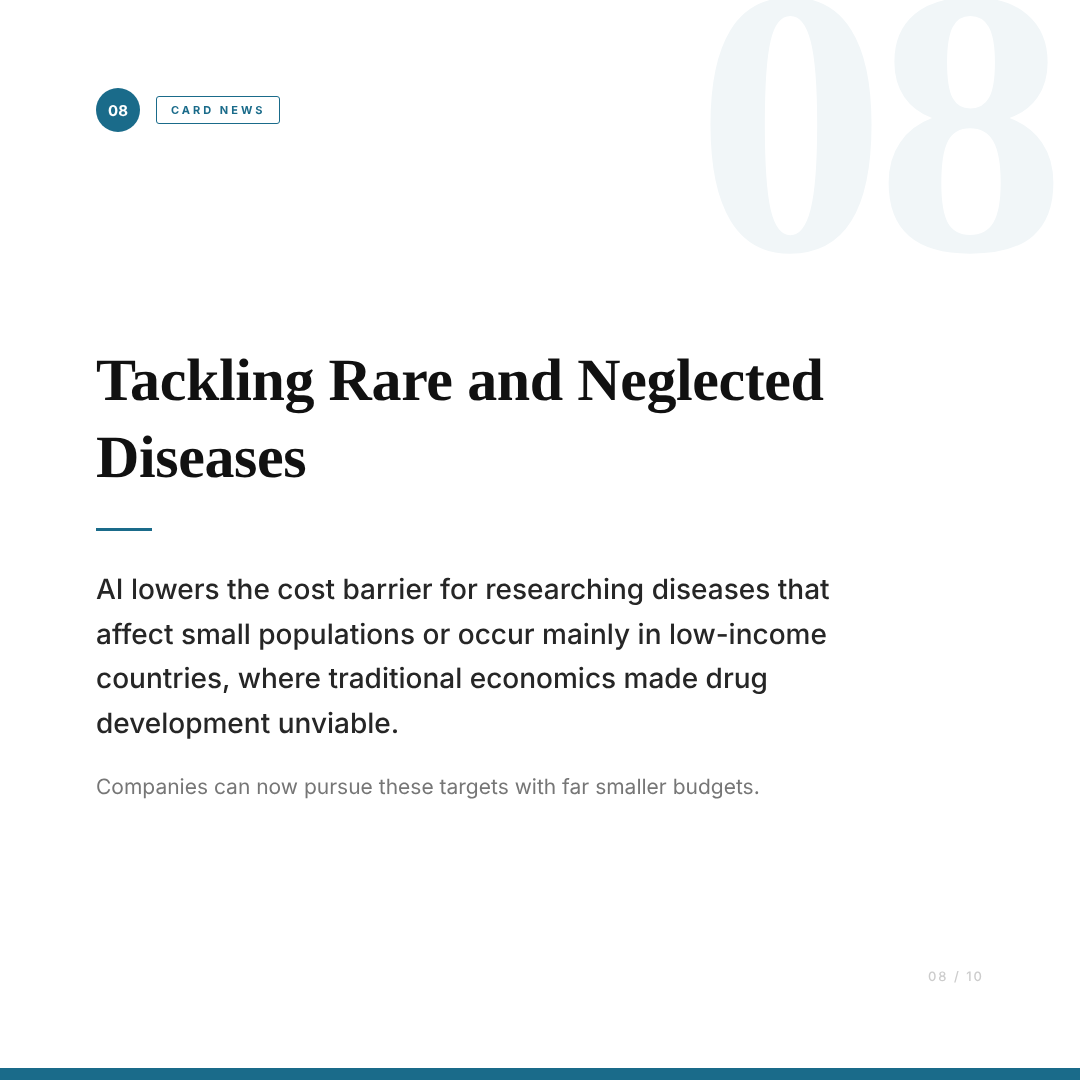 08
08
CARD NEWS
Tackling Rare and Neglected
Diseases
AI lowers the cost barrier for researching diseases that
affect small populations or occur mainly in low-income
countries, where traditional economics made drug
development unviable.
Companies can now pursue these targets with far smaller budgets.
08 / 10